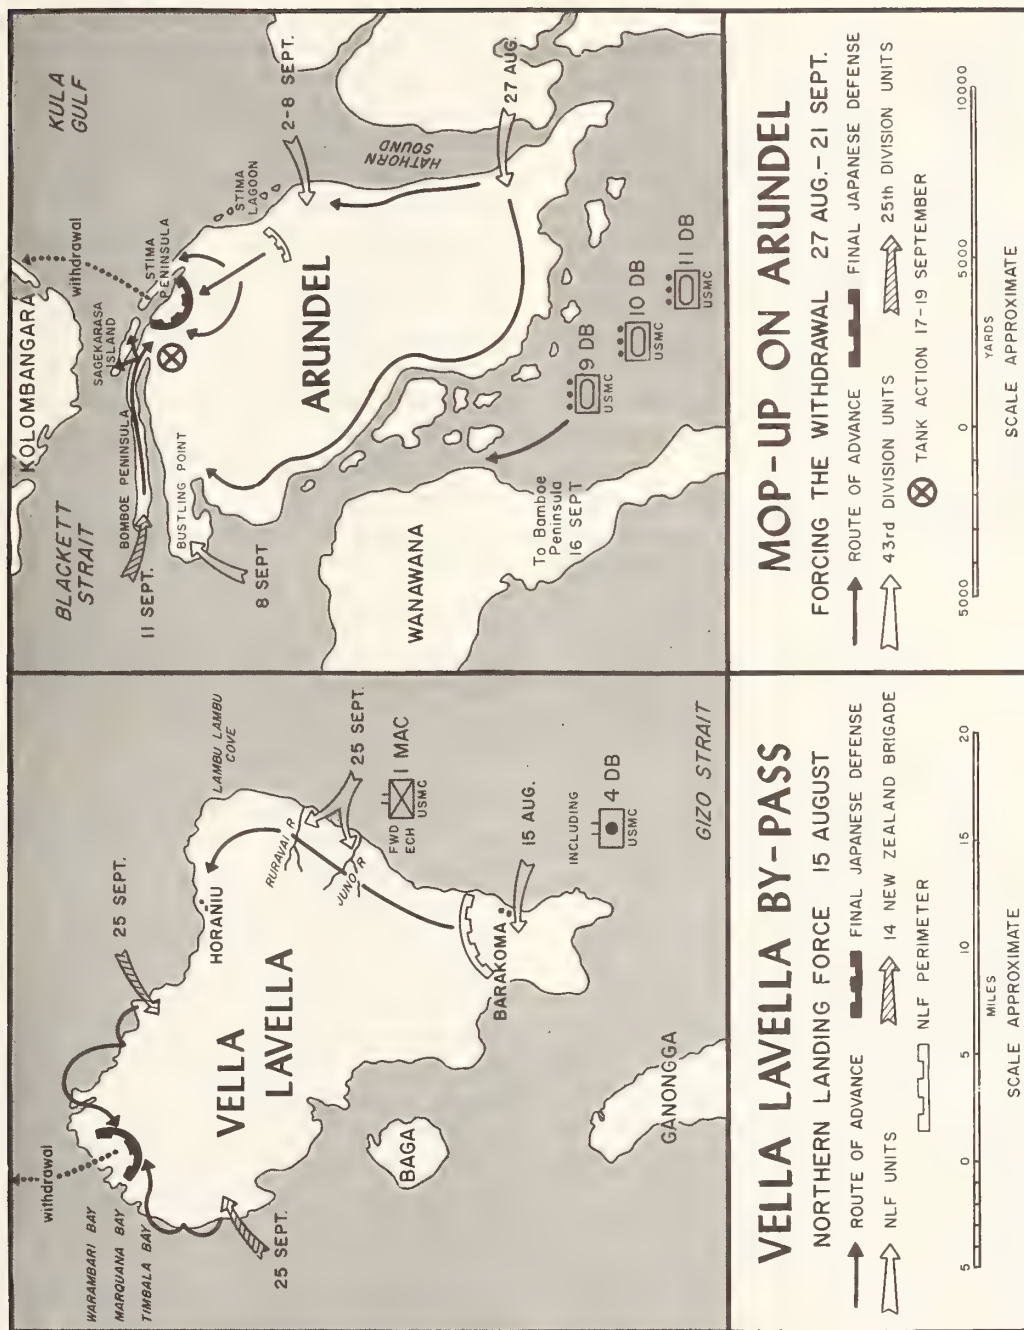 WARAMBARI BAY
MARQUANA BAY
TIMBALA BAY
withdrawal
25 SEPT.
25 SEPT.
HORANIU
LAMBU LAMBU
COVE
VELLA
LAVELLA
RURAVAI R
JUNO R
25 SEPT.
FWD
ECH
1 MAC
USMC
BARAKOMA
15 AUG.
INCLUDING
4 DB
USMC
BAGA
GANONGGA
GIZO STRAIT
VELLA LAVELLA BY-PASS
NORTHERN LANDING FORCE 15 AUGUST
ROUTE OF ADVANCE
FINAL JAPANESE DEFENSE
NLF UNITS
14 NEW ZEALAND BRIGADE
NLF PERIMETER
5 0 5 10 15 20
MILES
SCALE APPROXIMATE
KOLOMBANGARA
KULA
GULF
BLACKETT
STRAIT
withdrawal
SAGEKARASA
ISLAND
STIMA
PENINSULA
STIMA
LAGOON
2-8 SEPT.
BOMBOE PENINSULA
11 SEPT.
BUSTLING POINT
8 SEPT
ARUNDEL
HATHORN
SOUND
27 AUG.
WANAWANA
To Bamboe
Peninsula
16 SEPT
9 DB
USMC
10 DB
USMC
11 DB
USMC
MOP-UP ON ARUNDEL
FORCING THE WITHDRAWAL 27 AUG.-21 SEPT.
ROUTE OF ADVANCE
FINAL JAPANESE DEFENSE
43rd DIVISION UNITS
25th DIVISION UNITS
TANK ACTION 17-19 SEPTEMBER
5000 0 5000 10000
YARDS
SCALE APPROXIMATE